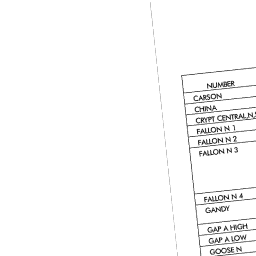 NUMBER
CARSON
CHINA
CRYPT CENTRAL,N,S
FALLON N 1
FALLON N 2
FALLON N 3
FALLON N 4
GANDY
GAP A HIGH
GAP A LOW
GOOSE N